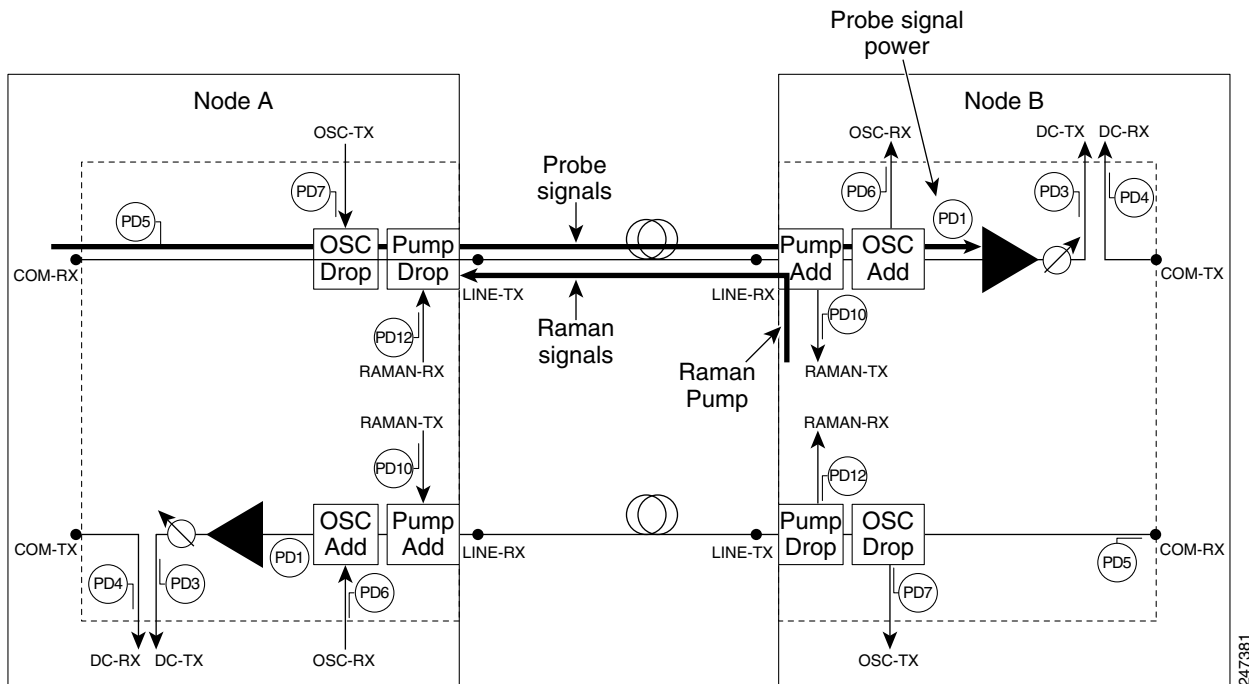 Probe signal
power
Node A
Node B
OSC-TX
OSC-RX
DC-TX
DC-RX
Probe
signals
PD7
PD6
PD3
PD4
PD5
PD1
OSC
Drop
Pump
Drop
Pump
Add
OSC
Add
COM-RX
LINE-TX
LINE-RX
COM-TX
PD12
PD10
Raman
signals
RAMAN-RX
Raman
Pump
RAMAN-TX
RAMAN-TX
RAMAN-RX
PD10
PD12
OSC
Add
Pump
Add
Pump
Drop
OSC
Drop
COM-TX
PD1
LINE-RX
LINE-TX
PD5
COM-RX
PD4
PD3
PD6
PD7
DC-RX
DC-TX
OSC-RX
OSC-TX
247381